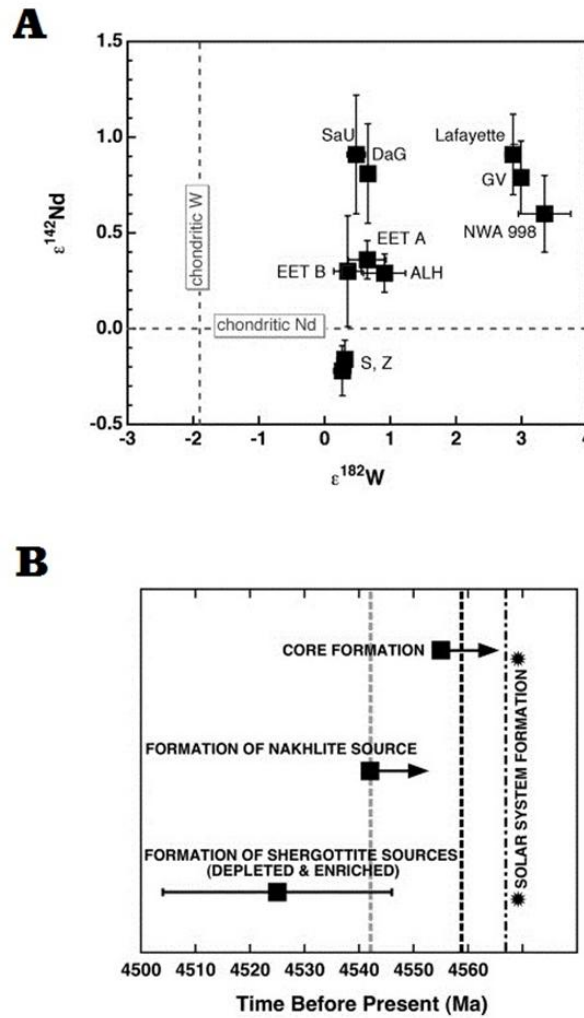 A
1.5
1.0
0.5
0.0
-0.5
ε142Nd
chondritic W
chondritic Nd
SaU
DaG
Lafayette
GV
NWA 998
EET A
EET B
ALH
S, Z
-3 -2 -1 0 1 2 3 4
ε182W
B
CORE FORMATION
FORMATION OF NAKHLITE SOURCE
FORMATION OF SHERGOTTITE SOURCES
(DEPLETED & ENRICHED)
SOLAR SYSTEM FORMATION
4500 4510 4520 4530 4540 4550 4560
Time Before Present (Ma)